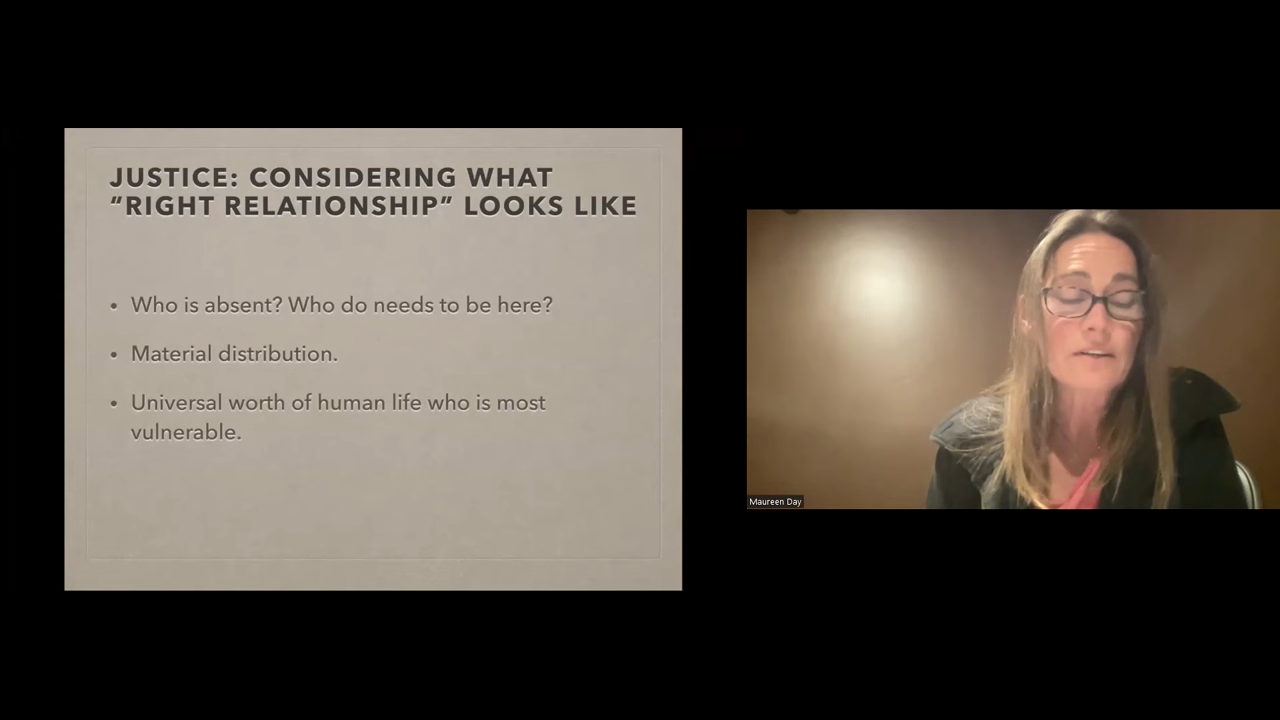 JUSTICE: CONSIDERING WHAT
"RIGHT RELATIONSHIP" LOOKS LIKE
• Who is absent? Who do needs to be here?
• Material distribution.
• Universal worth of human life who is most
vulnerable.
Maureen Day